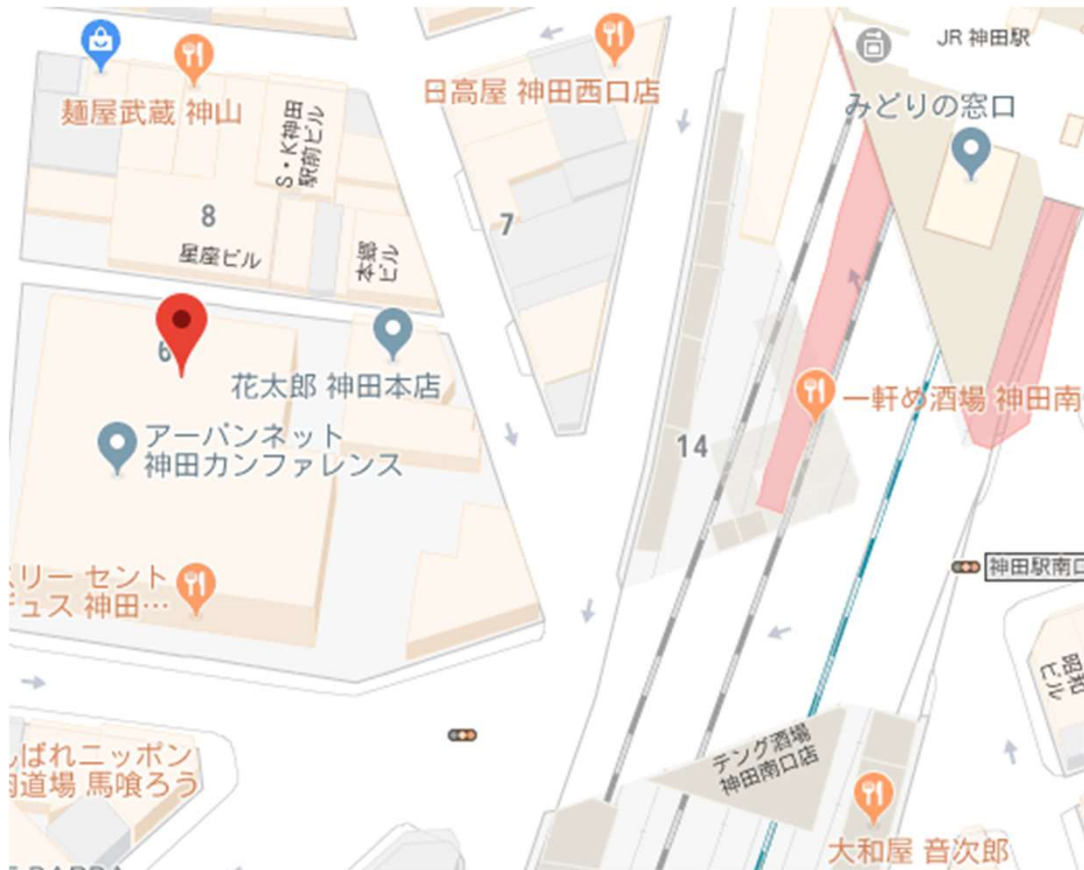 JR 神田駅
日高屋 神田西口店
麺屋武蔵 神山
みどりの窓口
S・K神田
駅前ビル
8
7
星座ビル
本郷
ビル
6
花太郎 神田本店
一軒め酒場 神田南
アーバンネット
神田カンファレンス
14
神田駅南口
スリー セント
神田…
昭和
ビル
テング酒場
神田南口店
ばれニッポン
道場 馬喰ろう
大和屋 音次郎